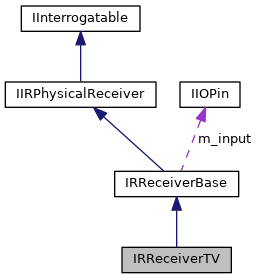 IInterrogatable
IIRPhysicalReceiver
IIOPin
m_input
IRReceiverBase
IRReceiverTV